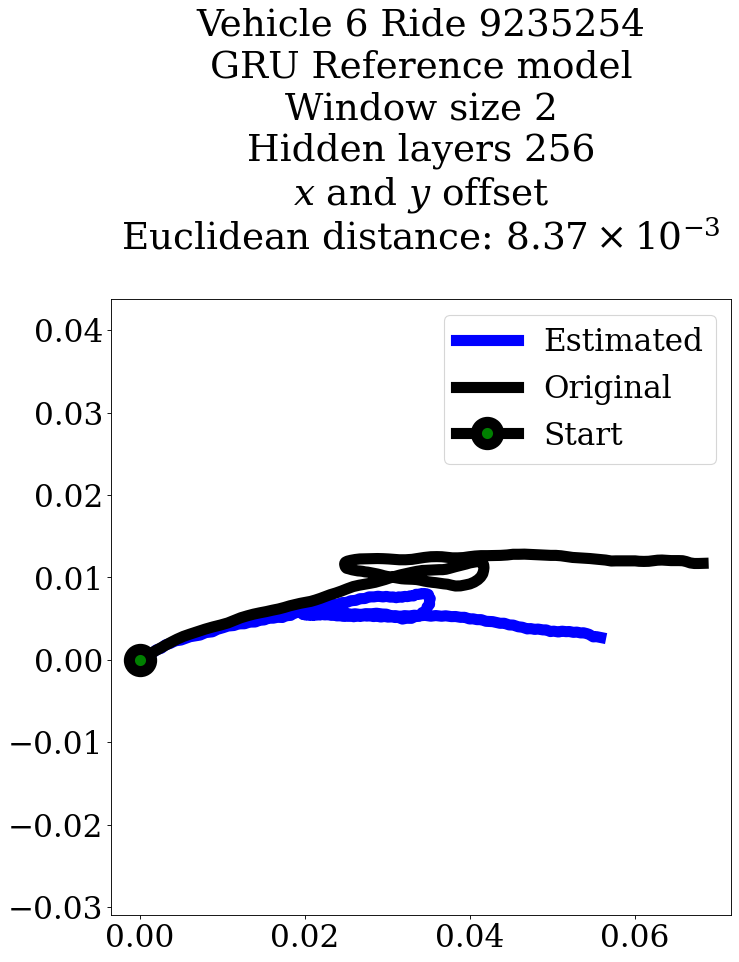 Vehicle 6 Ride 9235254
GRU Reference model
Window size 2
Hidden layers 256
x and y offset
Euclidean distance: 8.37 × 10⁻³
Estimated
Original
Start
0.04
0.03
0.02
0.01
0.00
−0.01
−0.02
−0.03
0.00 0.02 0.04 0.06